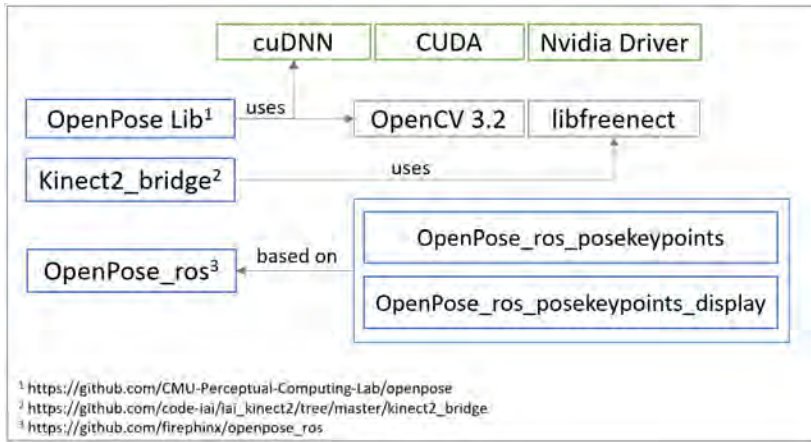 cuDNN CUDA Nvidia Driver
OpenPose Lib¹ uses OpenCV 3.2 libfreenect
Kinect2_bridge² uses
OpenPose_ros_posekeypoints
OpenPose_ros³ based on
OpenPose_ros_posekeypoints_display
¹ https://github.com/CMU-Perceptual-Computing-Lab/openpose
² https://github.com/code-iai/iai_kinect2/tree/master/kinect2_bridge
³ https://github.com/firephinx/openpose_ros